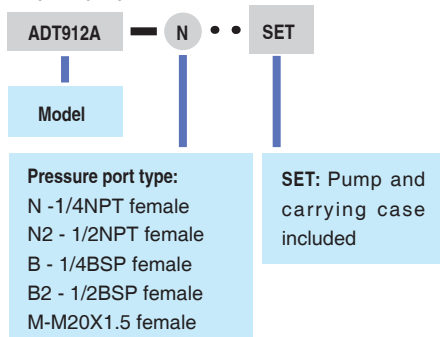 ADT912A — N • • SET
Model
Pressure port type:
N -1/4NPT female
N2 - 1/2NPT female
B - 1/4BSP female
B2 - 1/2BSP female
M-M20X1.5 female
SET: Pump and
carrying case
included